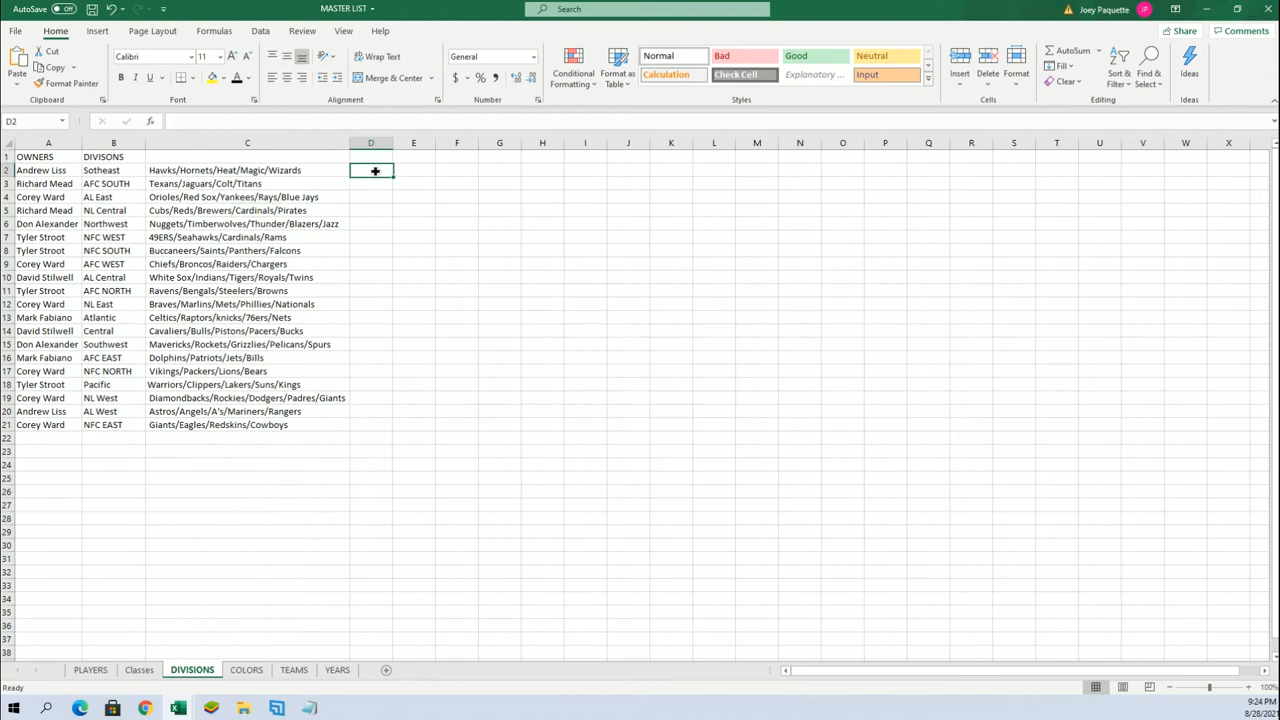 AutoSave Off MASTER LIST Search Joey Paquette JP
File Home Insert Page Layout Formulas Data Review View Help Share Comments
Paste Cut Copy Format Painter Clipboard
Calibri 11 B I U A Font
Wrap Text Merge & Center Alignment
General $ % Number
Conditional Formatting Format as Table
Normal Bad Good Neutral
Calculation Check Cell Explanatory ... Input
Styles
Insert Delete Format Cells
AutoSum Fill Clear Sort & Filter Find & Select Editing
Ideas Ideas
D2 fx
A B C D E F G H I J K L M N O P Q R S T U V W X
1 OWNERS DIVISONS
2 Andrew Liss Sotheast Hawks/Hornets/Heat/Magic/Wizards
3 Richard Mead AFC SOUTH Texans/Jaguars/Colt/Titans
4 Corey Ward AL East Orioles/Red Sox/Yankees/Rays/Blue Jays
5 Richard Mead NL Central Cubs/Reds/Brewers/Cardinals/Pirates
6 Don Alexander Northwest Nuggets/Timberwolves/Thunder/Blazers/Jazz
7 Tyler Stroot NFC WEST 49ERS/Seahawks/Cardinals/Rams
8 Tyler Stroot NFC SOUTH Buccaneers/Saints/Panthers/Falcons
9 Corey Ward AFC WEST Chiefs/Broncos/Raiders/Chargers
10 David Stilwell AL Central White Sox/Indians/Tigers/Royals/Twins
11 Tyler Stroot AFC NORTH Ravens/Bengals/Steelers/Browns
12 Corey Ward NL East Braves/Marlins/Mets/Phillies/Nationals
13 Mark Fabiano Atlantic Celtics/Raptors/knicks/76ers/Nets
14 David Stilwell Central Cavaliers/Bulls/Pistons/Pacers/Bucks
15 Don Alexander Southwest Mavericks/Rockets/Grizzlies/Pelicans/Spurs
16 Mark Fabiano AFC EAST Dolphins/Patriots/Jets/Bills
17 Corey Ward NFC NORTH Vikings/Packers/Lions/Bears
18 Tyler Stroot Pacific Warriors/Clippers/Lakers/Suns/Kings
19 Corey Ward NL West Diamondbacks/Rockies/Dodgers/Padres/Giants
20 Andrew Liss AL West Astros/Angels/A's/Mariners/Rangers
21 Corey Ward NFC EAST Giants/Eagles/Redskins/Cowboys
22
23
24
25
26
27
28
29
30
31
32
33
34
35
36
37
38
PLAYERS Classes DIVISIONS COLORS TEAMS YEARS
Ready 100%
9:24 PM
8/28/2021